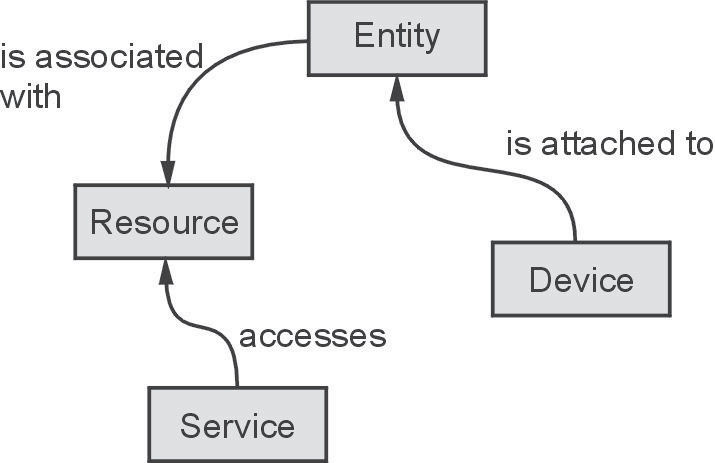 Entity
is associated
with
is attached to
Resource
Device
accesses
Service